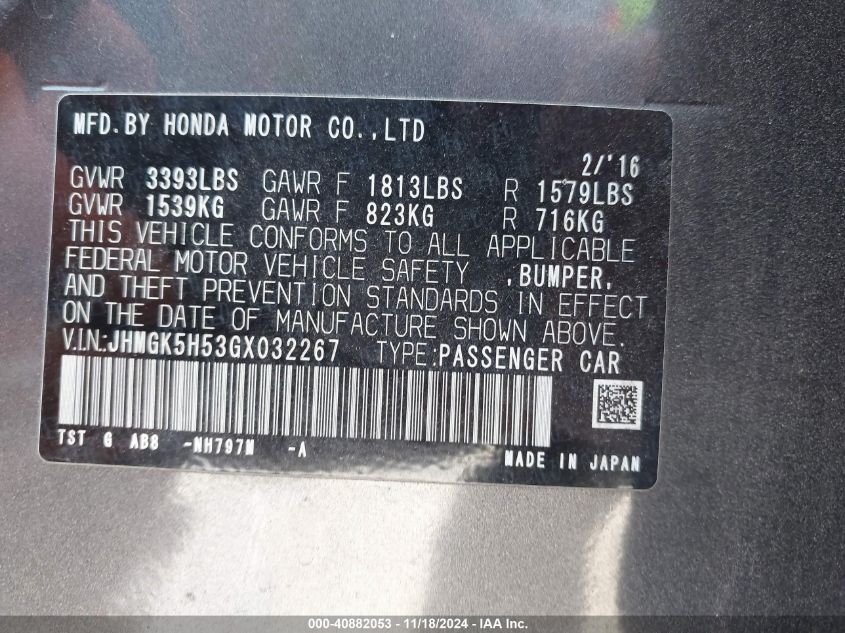 MFD.BY HONDA MOTOR CO.,LTD
2/'16
GVWR 3393LBS GAWR F 1813LBS R 1579LBS
GVWR 1539KG GAWR F 823KG R 716KG
THIS VEHICLE CONFORMS TO ALL APPLICABLE
FEDERAL MOTOR VEHICLE SAFETY ,BUMPER,
AND THEFT PREVENTION STANDARDS IN EFFECT
ON THE DATE OF MANUFACTURE SHOWN ABOVE.
V.I.N.:JHMGK5H53GX032267 TYPE:PASSENGER CAR
TST G AB8 -NH797M -A
MADE IN JAPAN
000-40882053 - 11/18/2024 - IAA Inc.